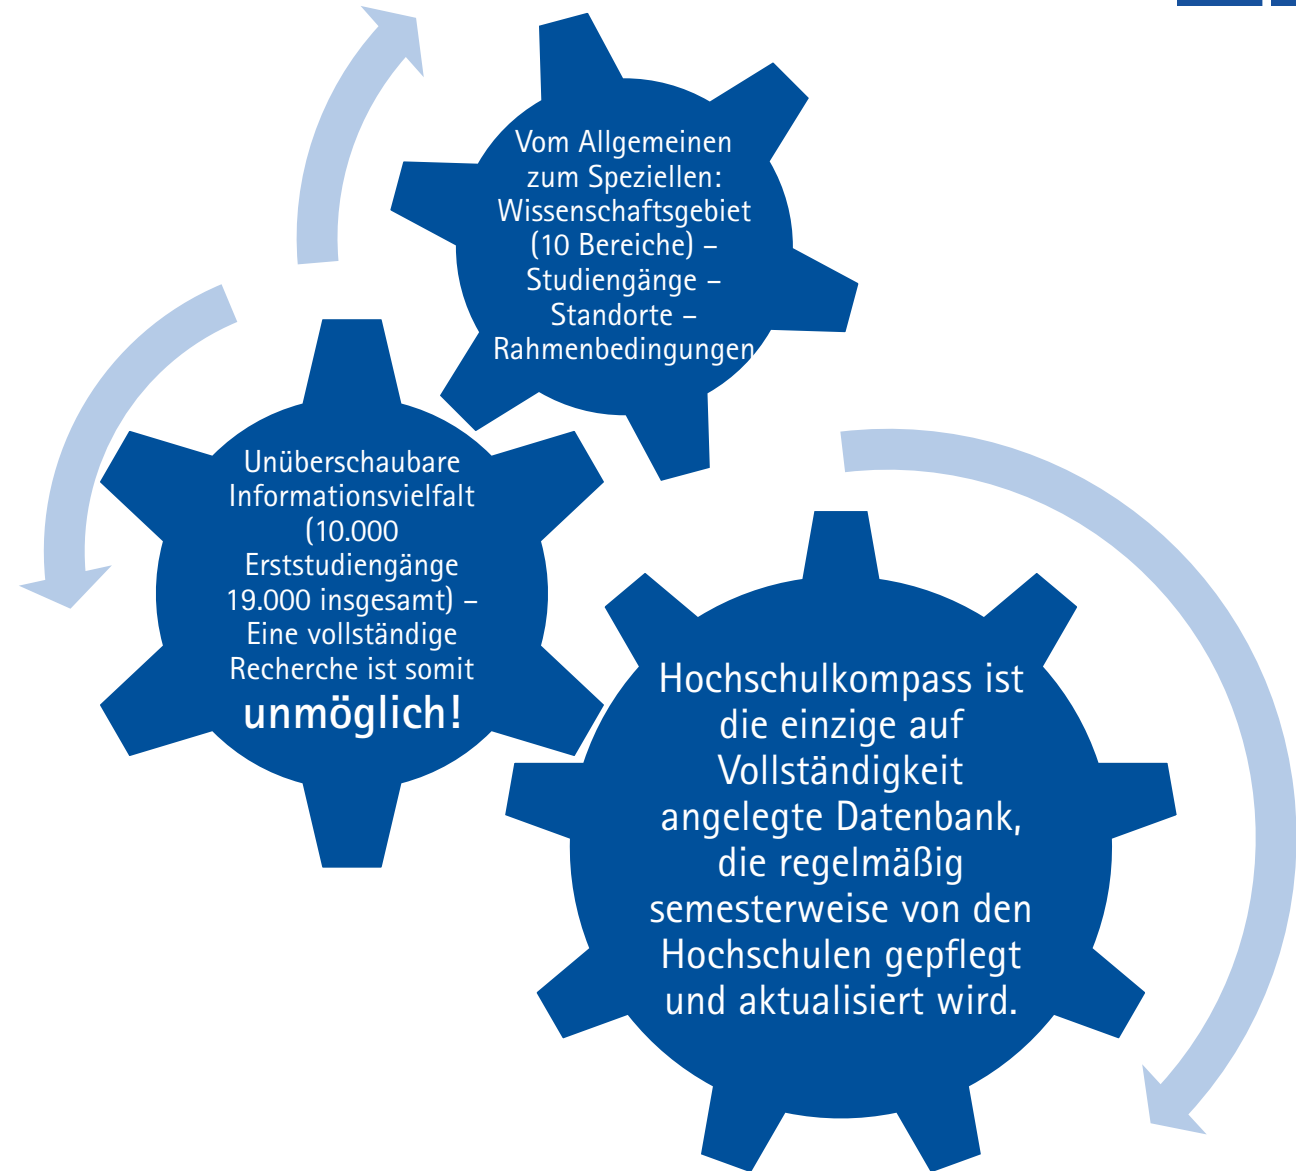 Vom Allgemeinen
zum Speziellen:
Wissenschaftsgebiet
(10 Bereiche) –
Studiengänge –
Standorte –
Rahmenbedingungen
Unüberschaubare
Informationsvielfalt
(10.000
Erststudiengänge
19.000 insgesamt) –
Eine vollständige
Recherche ist somit
unmöglich!
Hochschulkompass ist
die einzige auf
Vollständigkeit
angelegte Datenbank,
die regelmäßig
semesterweise von den
Hochschulen gepflegt
und aktualisiert wird.